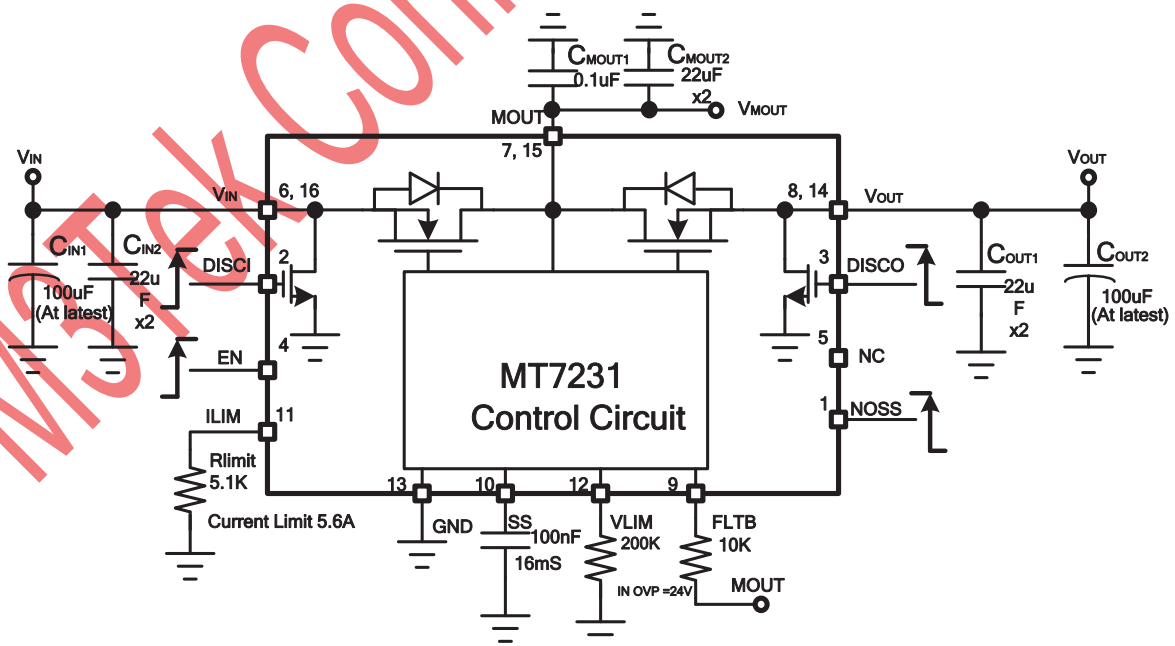 M3Tek Con
CMOUT1
0.1uF
CMOUT2
22uF
x2
VMOUT
MOUT
7, 15
VIN
VIN
6, 16
8, 14
VOUT
VOUT
CIN1
100uF
(At latest)
CIN2
22u
F
x2
DISCI
2
3
DISCO
COUT1
22u
F
x2
COUT2
100uF
(At latest)
4
EN
5
NC
ILIM
11
1
NOSS
MT7231
Control Circuit
Rlimit
5.1K
Current Limit 5.6A
13
GND
10
SS
100nF
16mS
12
VLIM
200K
IN OVP =24V
9
FLTB
10K
MOUT